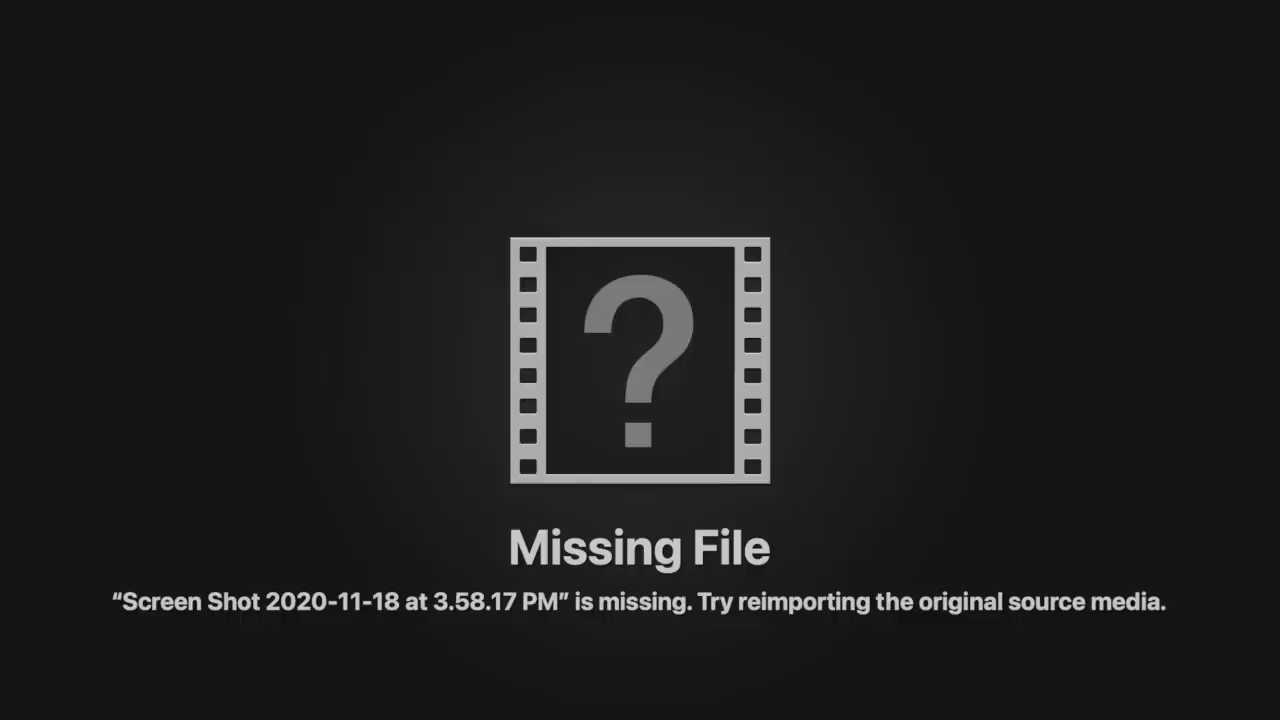 ?
Missing File
“Screen Shot 2020-11-18 at 3.58.17 PM” is missing. Try reimporting the original source media.